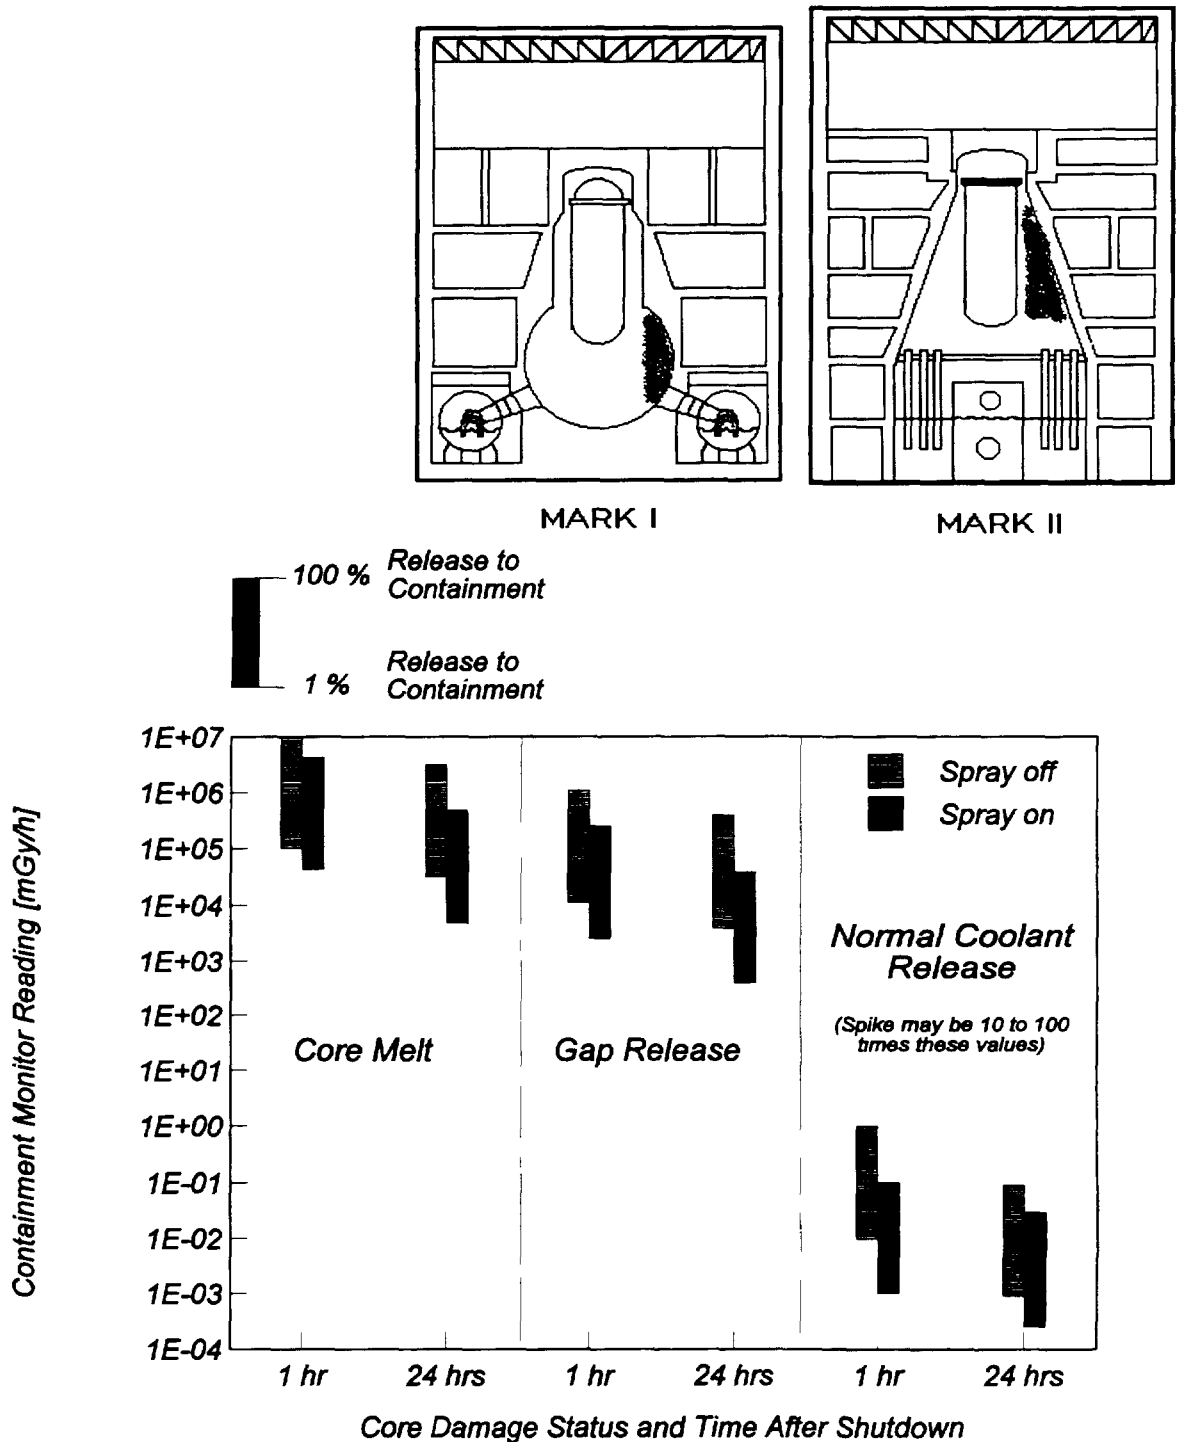 MARK I
MARK II
100 % Release to
Containment
1 % Release to
Containment
Containment Monitor Reading [mGy/h]
1E+07
1E+06
1E+05
1E+04
1E+03
1E+02
1E+01
1E+00
1E-01
1E-02
1E-03
1E-04
Spray off
Spray on
Core Melt
Gap Release
Normal Coolant
Release
(Spike may be 10 to 100
times these values)
1 hr 24 hrs 1 hr 24 hrs 1 hr 24 hrs
Core Damage Status and Time After Shutdown